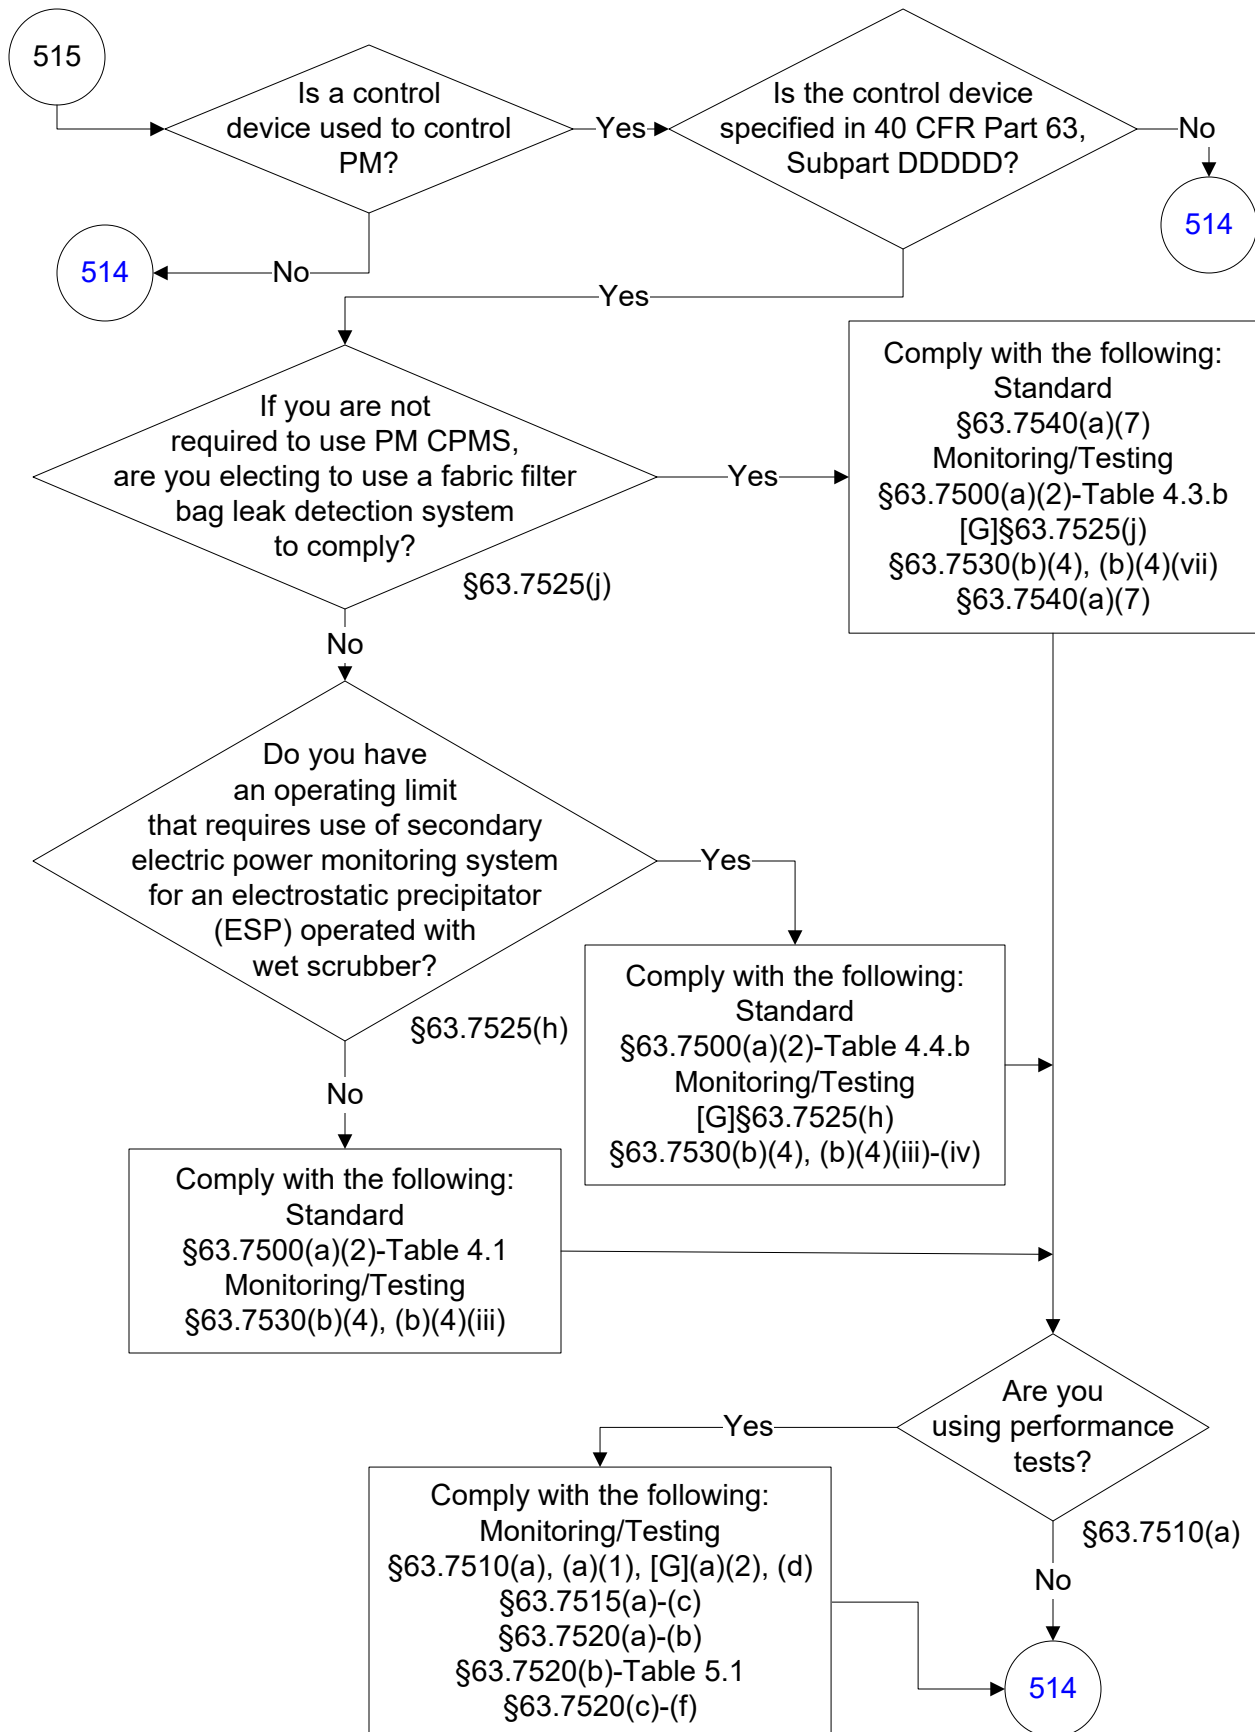 515
Is a control
device used to control
PM?
Yes
Is the control device
specified in 40 CFR Part 63,
Subpart DDDDD?
No
514
No
514
Yes
If you are not
required to use PM CPMS,
are you electing to use a fabric filter
bag leak detection system
to comply?
§63.7525(j)
Yes
Comply with the following:
Standard
§63.7540(a)(7)
Monitoring/Testing
§63.7500(a)(2)-Table 4.3.b
[G]§63.7525(j)
§63.7530(b)(4), (b)(4)(vii)
§63.7540(a)(7)
No
Do you have
an operating limit
that requires use of secondary
electric power monitoring system
for an electrostatic precipitator
(ESP) operated with
wet scrubber?
§63.7525(h)
Yes
Comply with the following:
Standard
§63.7500(a)(2)-Table 4.4.b
Monitoring/Testing
[G]§63.7525(h)
§63.7530(b)(4), (b)(4)(iii)-(iv)
No
Comply with the following:
Standard
§63.7500(a)(2)-Table 4.1
Monitoring/Testing
§63.7530(b)(4), (b)(4)(iii)
Are you
using performance
tests?
§63.7510(a)
Yes
Comply with the following:
Monitoring/Testing
§63.7510(a), (a)(1), [G](a)(2), (d)
§63.7515(a)-(c)
§63.7520(a)-(b)
§63.7520(b)-Table 5.1
§63.7520(c)-(f)
No
514